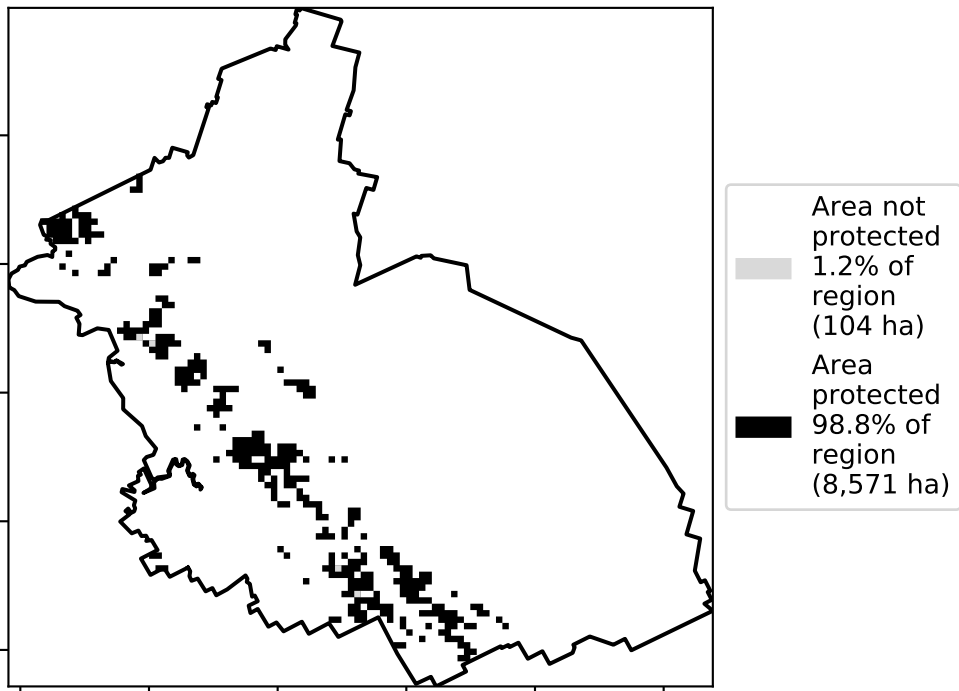 Area not
protected
1.2% of
region
(104 ha)
Area
protected
98.8% of
region
(8,571 ha)